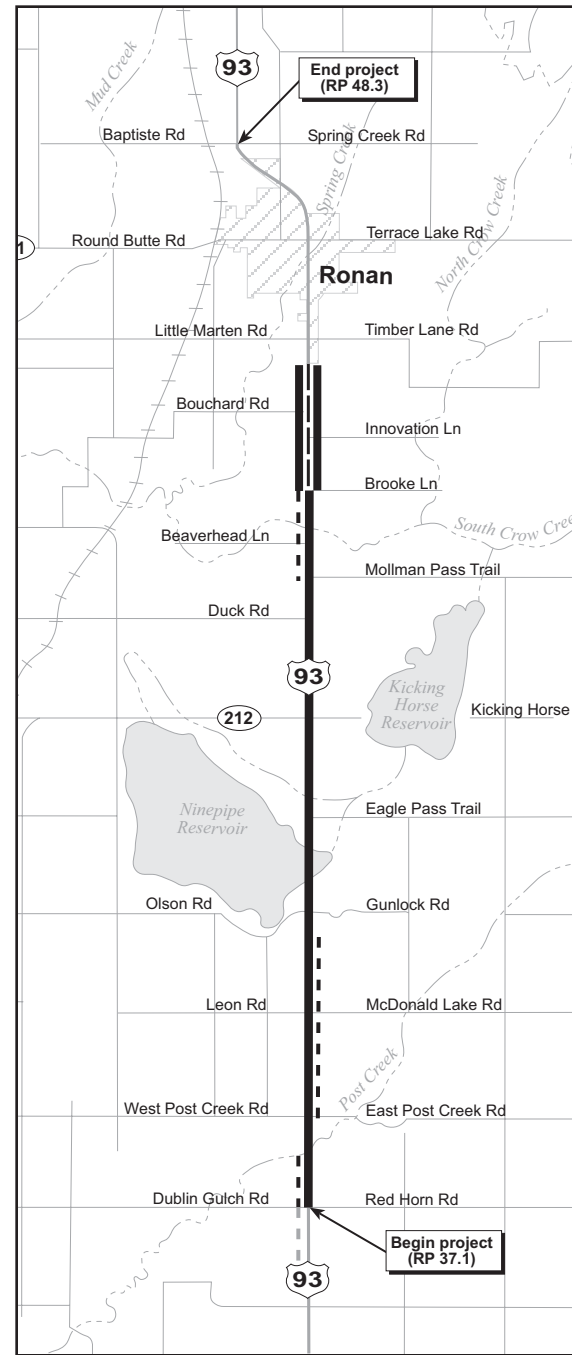 Mud Creek
93
End project
(RP 48.3)
Baptiste Rd
Spring Creek Rd
Spring Creek
1
Round Butte Rd
Terrace Lake Rd
North Crow Creek
Ronan
Little Marten Rd
Timber Lane Rd
Bouchard Rd
Innovation Ln
Brooke Ln
South Crow Cree
Beaverhead Ln
Mollman Pass Trail
Duck Rd
93
Kicking
Horse
Reservoir
212
Kicking Horse
Ninepipe
Reservoir
Eagle Pass Trail
Olson Rd
Gunlock Rd
Leon Rd
McDonald Lake Rd
Post Creek
West Post Creek Rd
East Post Creek Rd
Dublin Gulch Rd
Red Horn Rd
Begin project
(RP 37.1)
93